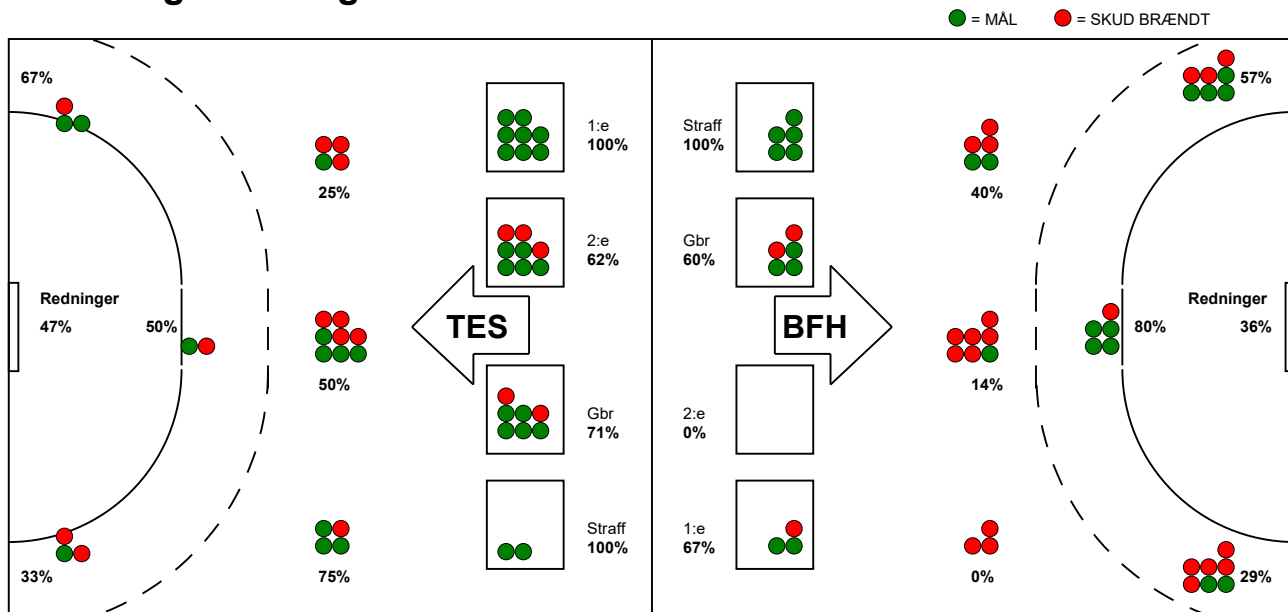 = MÅL = SKUD BRÆNDT
67%
57%
1:e
100%
Straff
100%
25%
40%
2:e
62%
Gbr
60%
Redninger
47%
50%
TES
BFH
80%
Redninger
36%
50%
14%
Gbr
71%
2:e
0%
Straff
100%
1:e
67%
33%
75%
0%
29%